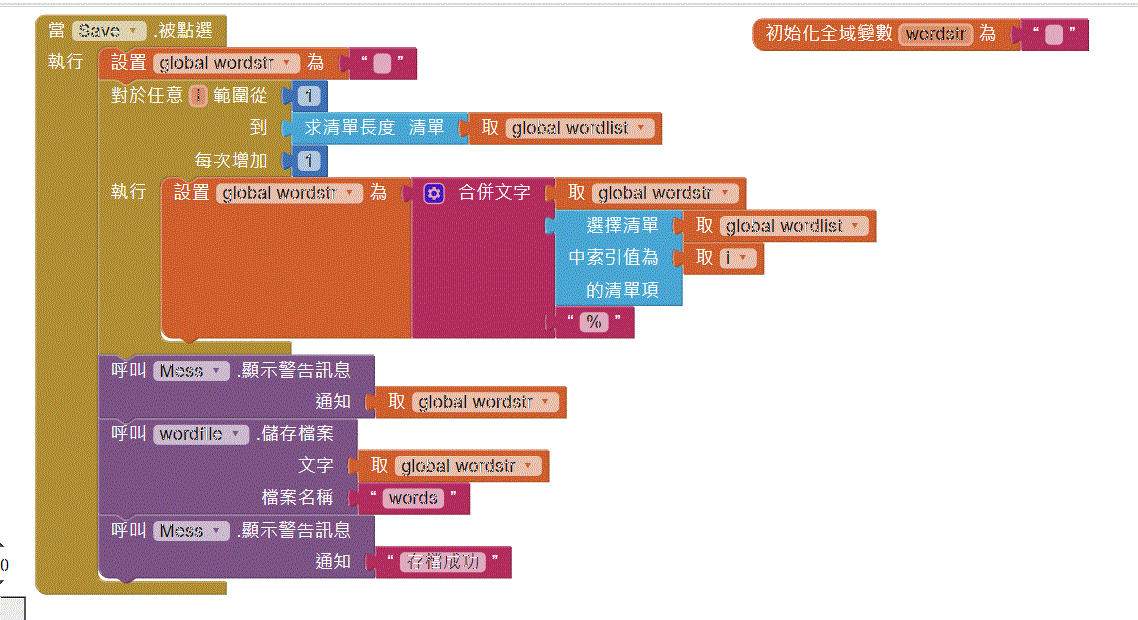 當 Save .被點選
初始化全域變數 wordstr 為 " "
執行 設置 global wordstr 為 " "
對於任意 i 範圍從 1
到 求清單長度 清單 取 global wordlist
每次增加 1
執行 設置 global wordstr 為 合併文字 取 global wordstr
選擇清單 取 global wordlist
中索引值為 取 i
的清單項
" % "
呼叫 Mess .顯示警告訊息
通知 取 global wordstr
呼叫 wordfile .儲存檔案
文字 取 global wordstr
檔案名稱 " words "
呼叫 Mess .顯示警告訊息
0
通知 " 存檔成功 "